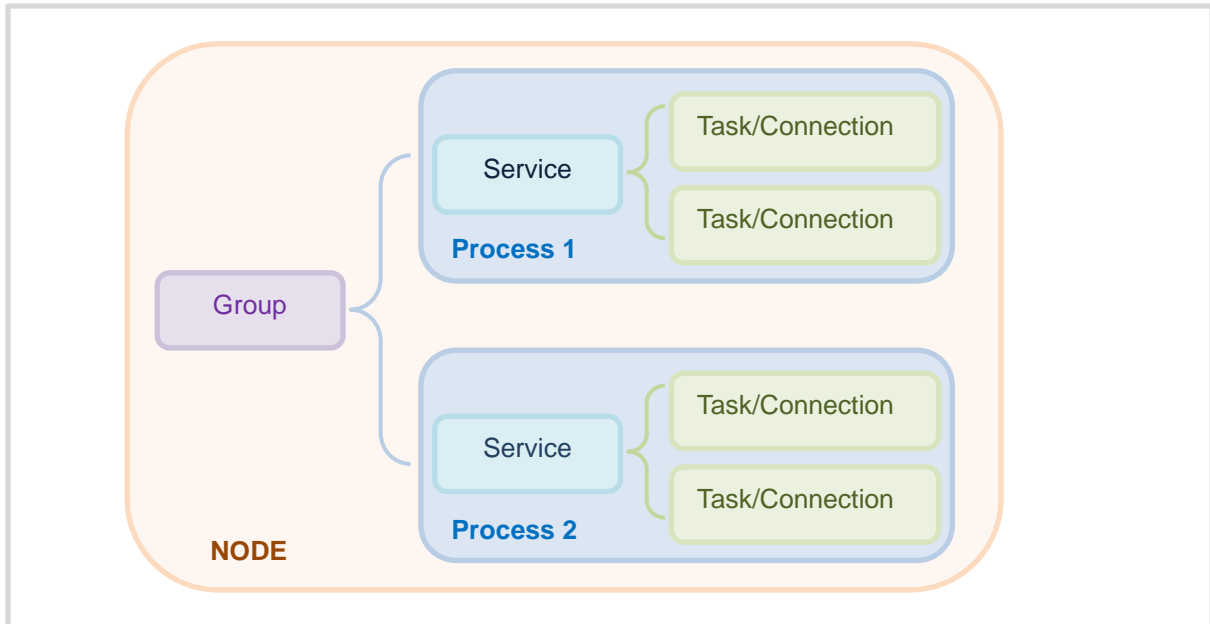 Task/Connection
Service
Task/Connection
Process 1
Group
Task/Connection
Service
Task/Connection
Process 2
NODE